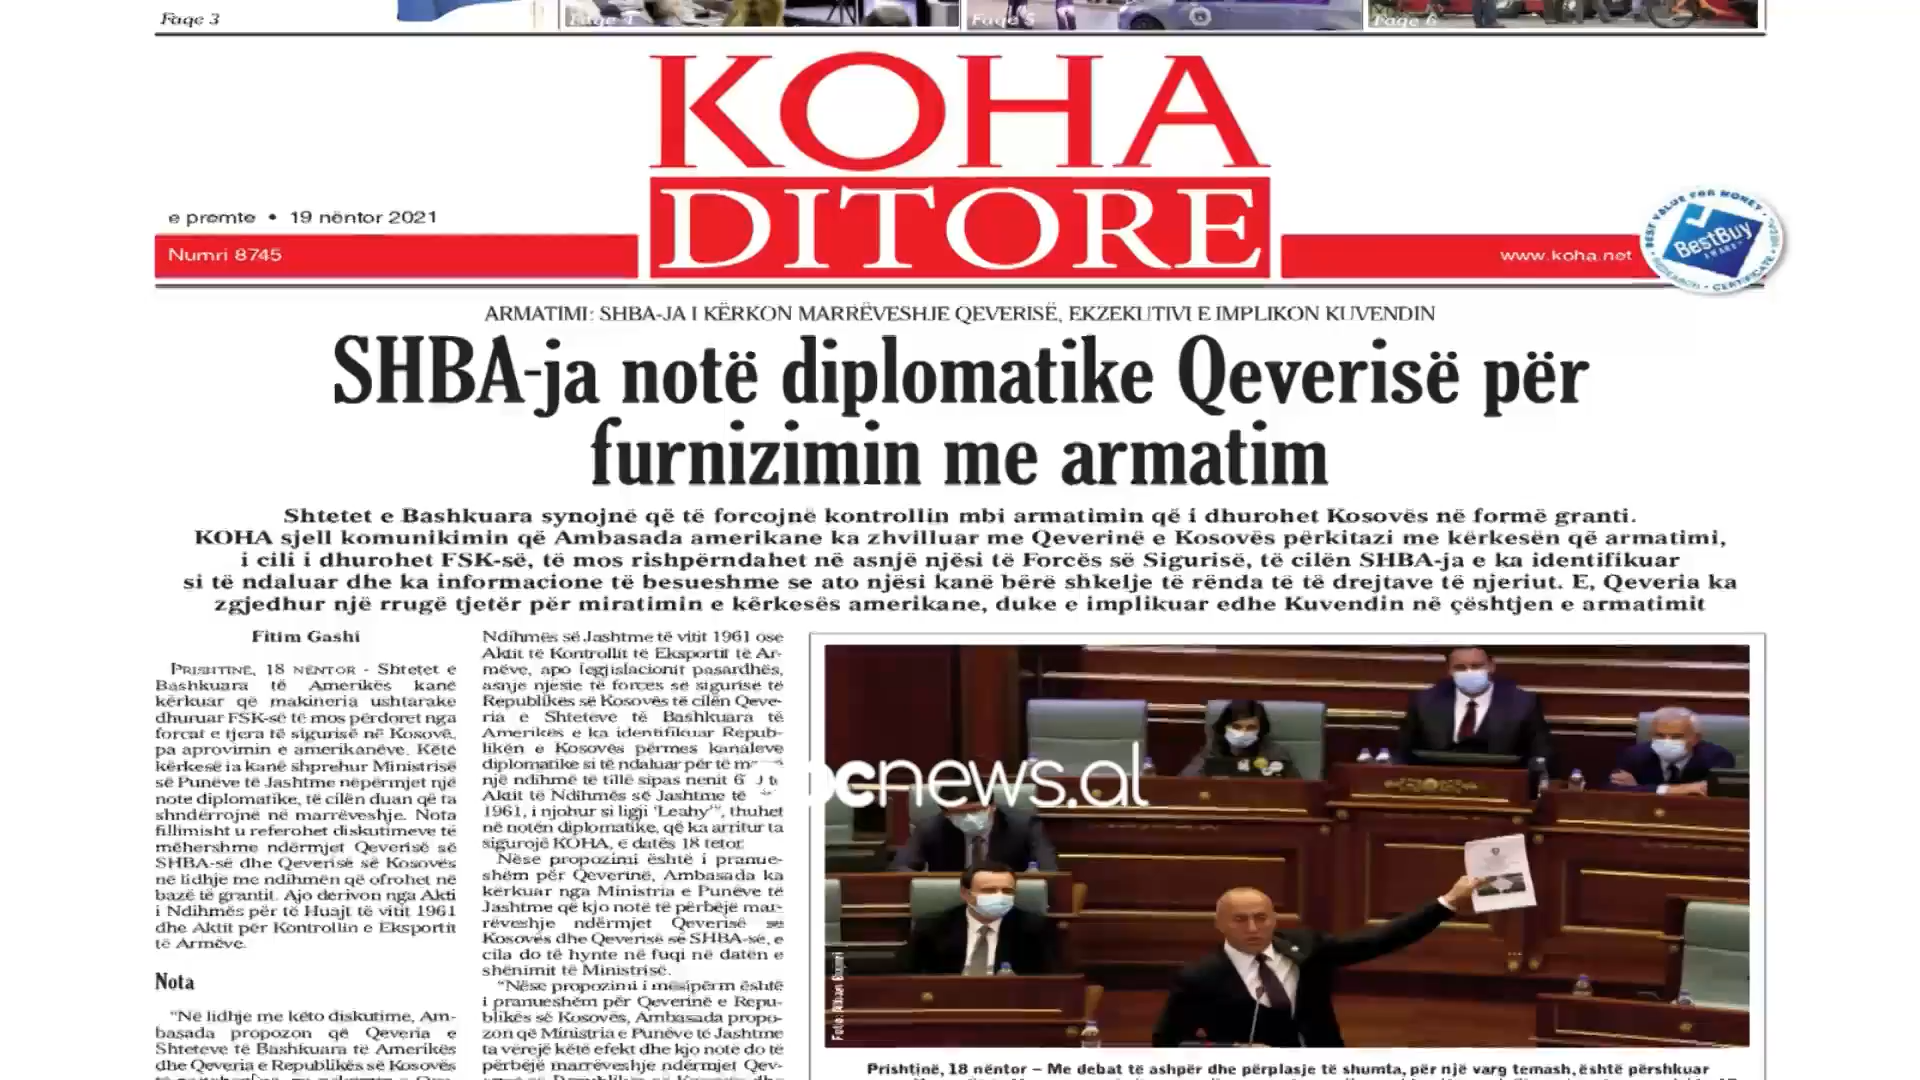 Faqe 3
Faqe 4
Faqe 5
Faqe 6
KOHA
DITORE
e premte • 19 nëntor 2021
Numri 8745
www.koha.net
BEST VALUE FOR MONEY
BestBuy
AWARD
CERTIFICATE
ARMATIMI: SHBA-JA I KËRKON MARRËVESHJE QEVERISË, EKZEKUTIVI E IMPLIKON KUVENDIN
SHBA-ja notë diplomatike Qeverisë për
furnizimin me armatim
Shtetet e Bashkuara synojnë që të forcojnë kontrollin mbi armatimin që i dhurohet Kosovës në formë granti.
KOHA sjell komunikimin që Ambasada amerikane ka zhvilluar me Qeverinë e Kosovës përkitazi me kërkesën që armatimi,
i cili i dhurohet FSK-së, të mos rishpërndahet në asnjë njësi të Forcës së Sigurisë, të cilën SHBA-ja e ka identifikuar
si të ndaluar dhe ka informacione të besueshme se ato njësi kanë bërë shkelje të rënda të të drejtave të njeriut. E, Qeveria ka
zgjedhur një rrugë tjetër për miratimin e kërkesës amerikane, duke e implikuar edhe Kuvendin në çështjen e armatimit
Fitim Gashi
PRISHTINË, 18 NËNTOR - Shtetet e
Bashkuara të Amerikës kanë
kërkuar që makineria ushtarake
dhuruar FSK-së të mos përdoret nga
forcat e tjera të sigurisë në Kosovë,
pa aprovimin e amerikanëve. Këtë
kërkesë ia kanë shprehur Ministrisë
së Punëve të Jashtme nëpërmjet një
note diplomatike, të cilën duan që ta
shndërrojnë në marrëveshje. Nota
fillimisht u referohet diskutimeve të
mëhershme ndërmjet Qeverisë së
SHBA-së dhe Qeverisë së Kosovës
në lidhje me ndihmën që ofrohet në
bazë të grantit. Ajo derivon nga Akti
i Ndihmës për të Huajt të vitit 1961
dhe Aktit për Kontrollin e Eksportit
të Armëve.
Nota
"Në lidhje me këto diskutime, Am-
basada propozon që Qeveria e
Shteteve të Bashkuara të Amerikës
dhe Qeveria e Republikës së Kosovës
Ndihmës së Jashtme të vitit 1961 ose
Aktit të Kontrollit të Eksportit të Ar-
mëve, apo legjislacionit pasardhës,
asnjë njësie të forcës së sigurisë të
Republikës së Kosovës të cilën Qeve-
ria e Shteteve të Bashkuara të
Amerikës e ka identifikuar Repub-
likën e Kosovës përmes kanaleve
diplomatike si të ndaluar për të
një ndihmë të tillë sipas nenit
Aktit të Ndihmës së Jashtme të
1961, i njohur si ligji 'Leahy'", thuhet
në notën diplomatike, që ka arritur ta
sigurojë KOHA, e datës 18 tetor.
Nëse propozimi është i pranue-
shëm për Qeverinë, Ambasada ka
kërkuar nga Ministria e Punëve të
Jashtme që kjo notë të përbëjë mar-
rëveshje ndërmjet Qeverisë së
Kosovës dhe Qeverisë së SHBA-së, e
cila do të hynte në fuqi në datën e
shënimit të Ministrisë.
"Nëse propozimi i mësipërm është
i pranueshëm për Qeverinë e Repu-
blikës së Kosovës, Ambasada propo-
zon që Ministria e Punëve të Jashtme
ta vërejë këtë efekt dhe kjo notë do të
përbëjë marrëveshje ndërmjet Qev-
abcnews.al
Prishtinë, 18 nëntor – Me debat të ashpër dhe përplasje të shumta, për një varg temash, është përshkuar